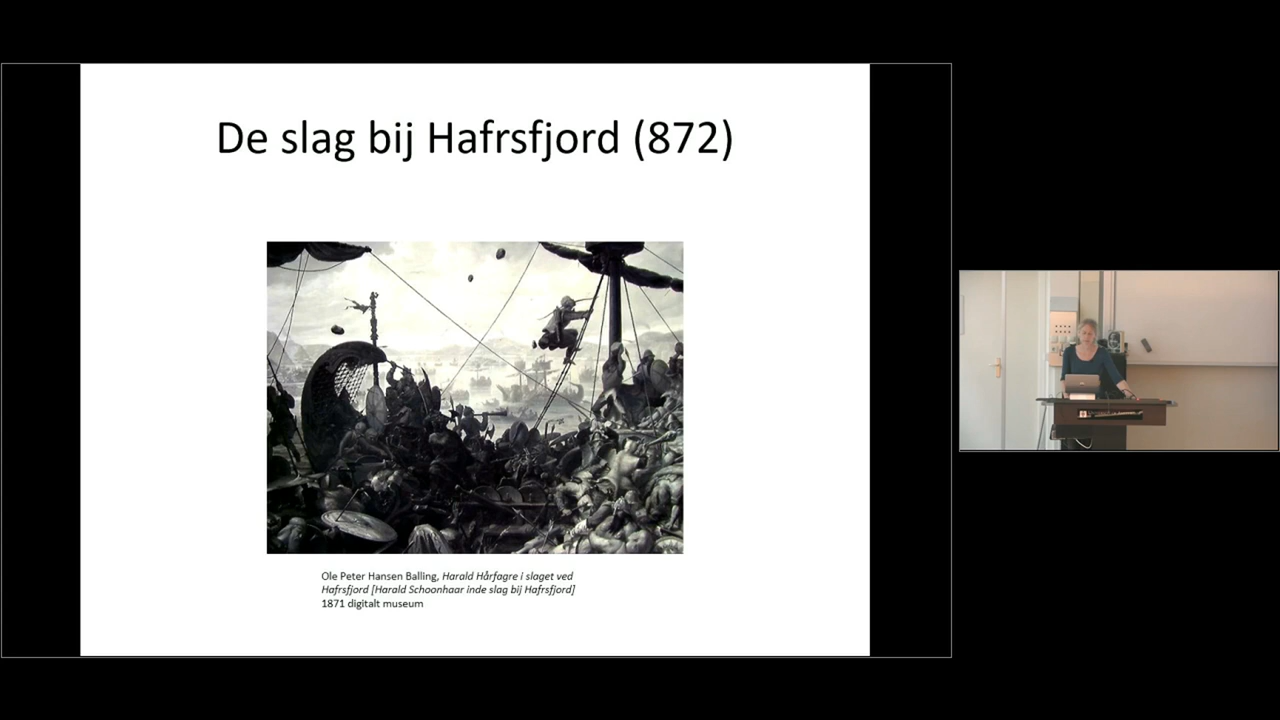 De slag bij Hafrsfjord (872)
Ole Peter Hansen Balling, Harald Hårfagre i slaget ved
Hafrsfjord [Harald Schoonhaar inde slag bij Hafrsfjord]
1871 digitalt museum